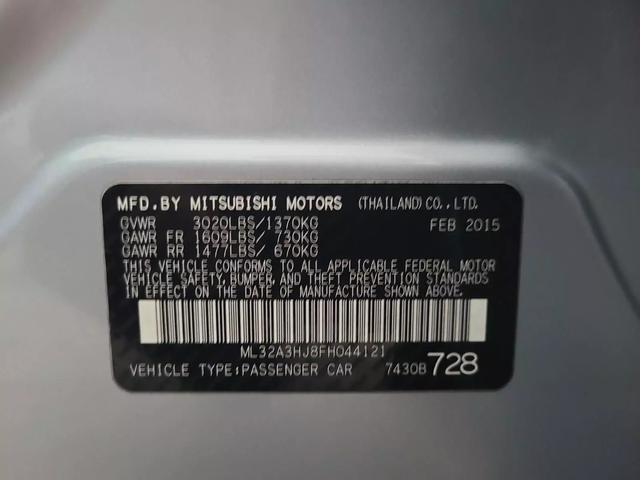 MFD.BY MITSUBISHI MOTORS (THAILAND) CO., LTD.
GVWR 3020LBS/1370KG FEB 2015
GAWR FR 1609LBS/ 730KG
GAWR RR 1477LBS/ 670KG
THIS VEHICLE CONFORMS TO ALL APPLICABLE FEDERAL MOTOR
VEHICLE SAFETY, BUMPER, AND THEFT PREVENTION STANDARDS
IN EFFECT ON THE DATE OF MANUFACTURE SHOWN ABOVE.
ML32A3HJ8FH044121
VEHICLE TYPE:PASSENGER CAR 7430B 728